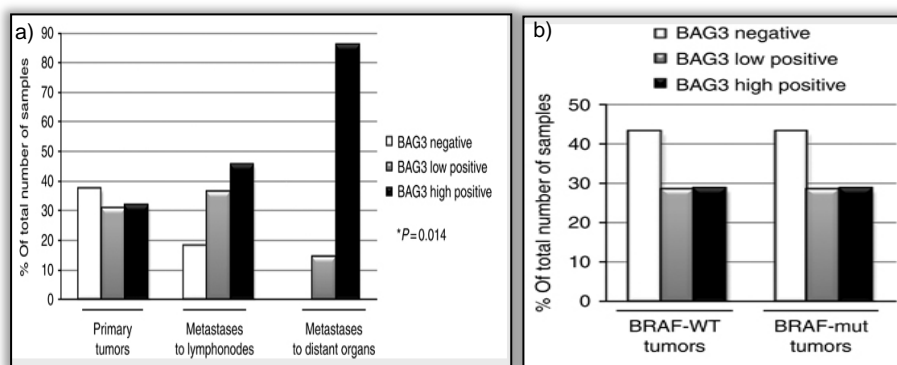 a)
% Of total number of samples
90
80
70
60
50
40
30
20
10
0
Primary
tumors
Metastases
to lymphonodes
Metastases
to distant organs
BAG3 negative
BAG3 low positive
BAG3 high positive
*P=0.014
b)
BAG3 negative
BAG3 low positive
BAG3 high positive
% Of total number of samples
50
40
30
20
10
0
BRAF-WT
tumors
BRAF-mut
tumors